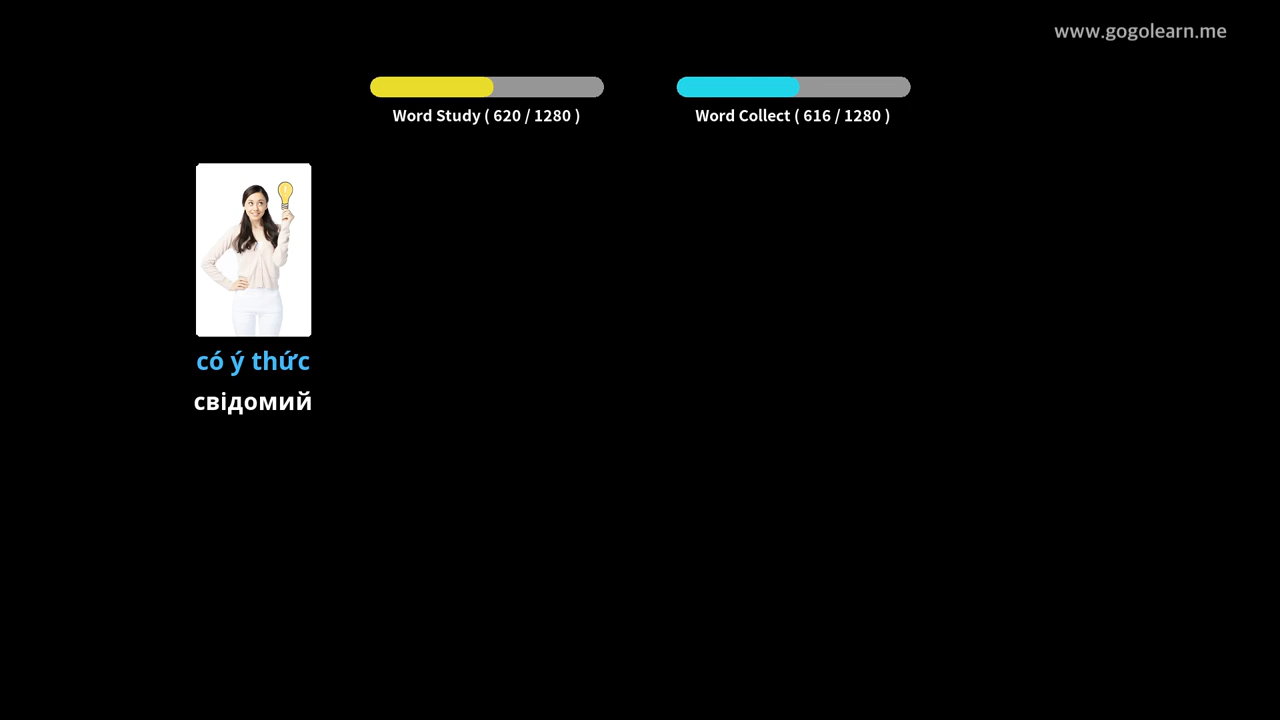 www.gogolearn.me
Word Study ( 620 / 1280 )
Word Collect ( 616 / 1280 )
có ý thức
свідомий